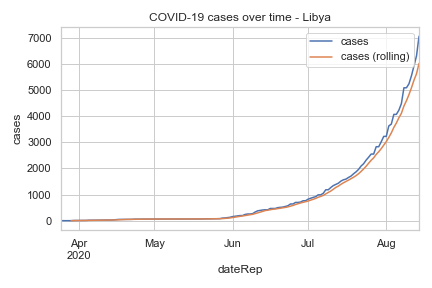 COVID-19 cases over time - Libya
cases
cases (rolling)
7000
6000
5000
4000
3000
2000
1000
0
cases
Apr
2020
May
Jun
Jul
Aug
dateRep